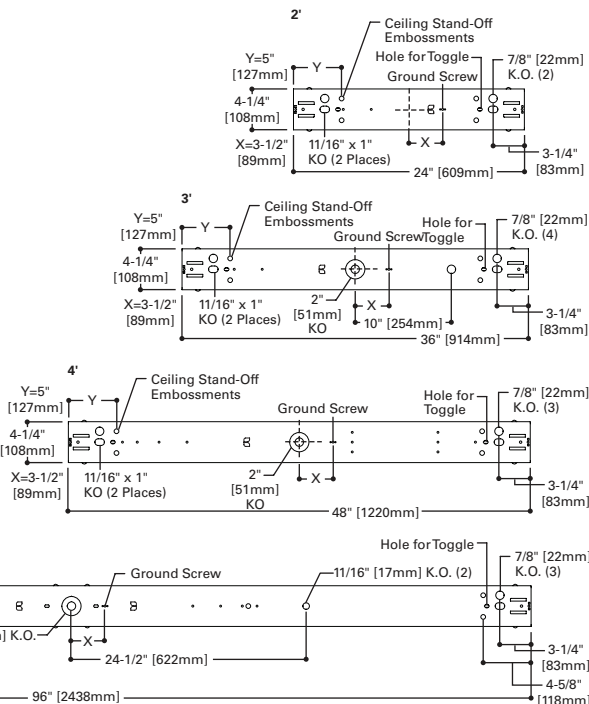 2'
Ceiling Stand-Off
Embossments
Y=5"
[127mm]
Y
Hole for Toggle
7/8" [22mm]
K.O. (2)
Ground Screw
4-1/4"
[108mm]
X=3-1/2"
[89mm]
11/16" x 1"
KO (2 Places)
X
3-1/4"
[83mm]
24" [609mm]
3'
Ceiling Stand-Off
Embossments
Y=5"
[127mm]
Y
Hole for
Toggle
7/8" [22mm]
K.O. (4)
Ground Screw
4-1/4"
[108mm]
X=3-1/2"
[89mm]
11/16" x 1"
KO (2 Places)
2"
[51mm]
KO
X
10" [254mm]
3-1/4"
[83mm]
36" [914mm]
4'
Ceiling Stand-Off
Embossments
Y=5"
[127mm]
Y
Hole for
Toggle
7/8" [22mm]
K.O. (3)
Ground Screw
4-1/4"
[108mm]
X=3-1/2"
[89mm]
11/16" x 1"
KO (2 Places)
2"
[51mm]
KO
X
3-1/4"
[83mm]
48" [1220mm]
Hole for Toggle
7/8" [22mm]
K.O. (3)
Ground Screw
11/16" [17mm] K.O. (2)
] K.O.
X
24-1/2" [622mm]
3-1/4"
[83mm]
4-5/8"
[118mm]
96" [2438mm]